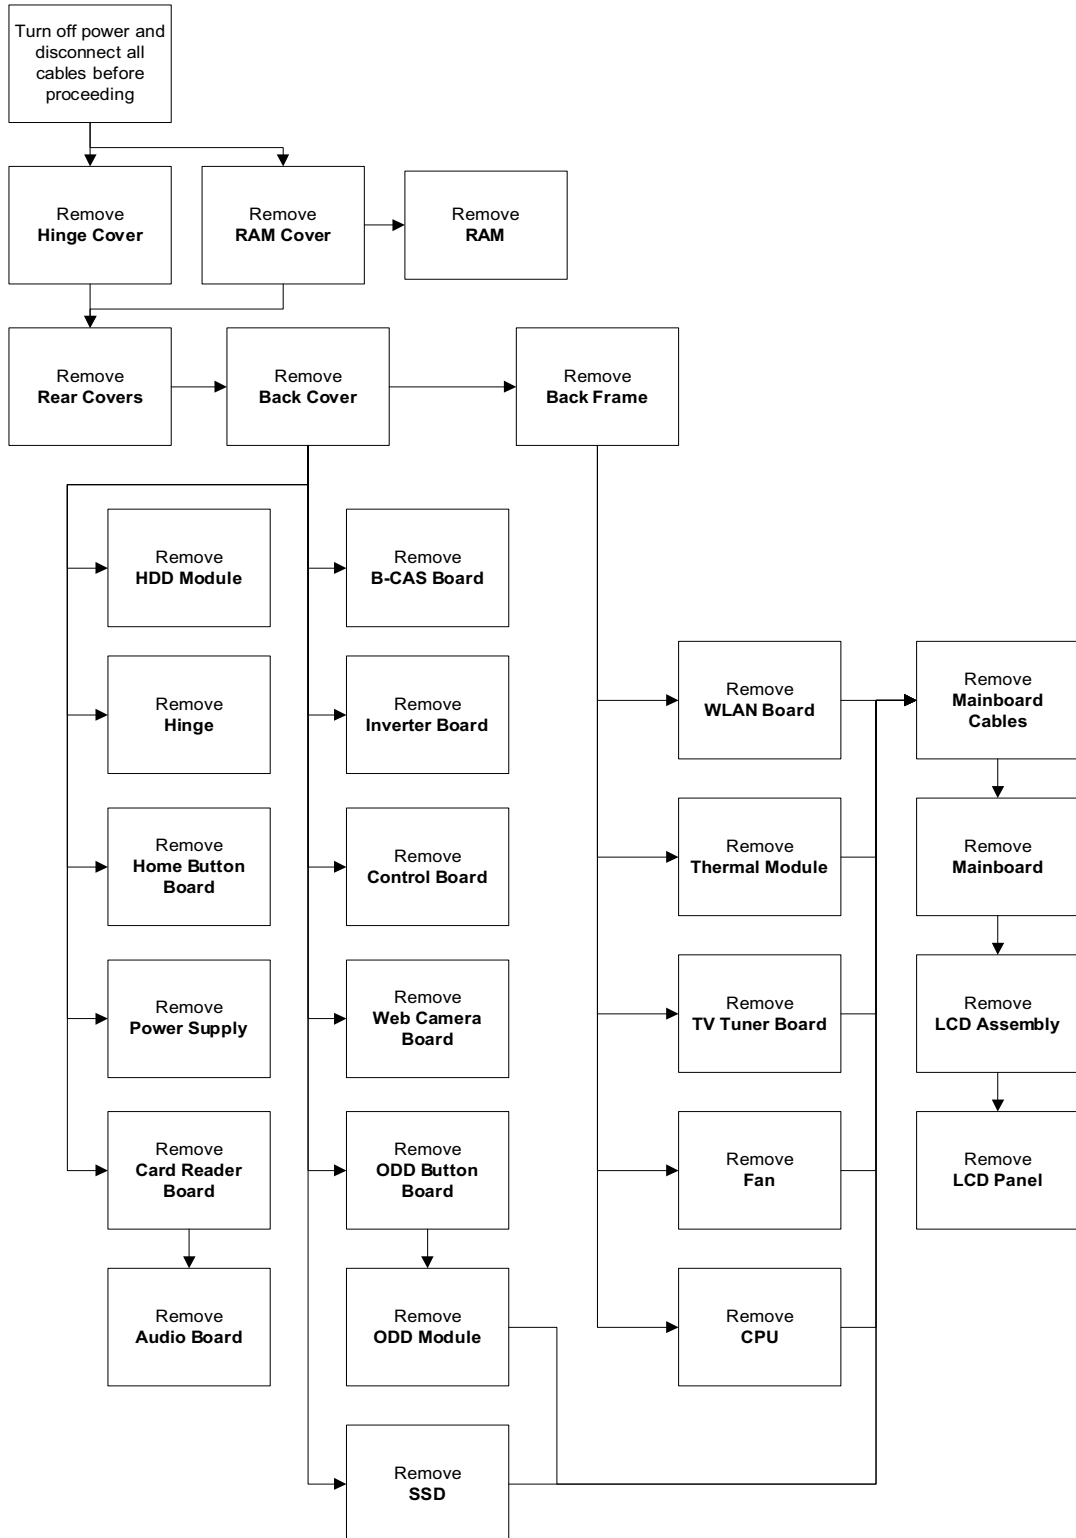 Turn off power and
disconnect all
cables before
proceeding
Remove
Hinge Cover
Remove
RAM Cover
Remove
RAM
Remove
Rear Covers
Remove
Back Cover
Remove
Back Frame
Remove
HDD Module
Remove
B-CAS Board
Remove
Hinge
Remove
Inverter Board
Remove
WLAN Board
Remove
Mainboard
Cables
Remove
Home Button
Board
Remove
Control Board
Remove
Thermal Module
Remove
Mainboard
Remove
Power Supply
Remove
Web Camera
Board
Remove
TV Tuner Board
Remove
LCD Assembly
Remove
Card Reader
Board
Remove
ODD Button
Board
Remove
Fan
Remove
LCD Panel
Remove
Audio Board
Remove
ODD Module
Remove
CPU
Remove
SSD